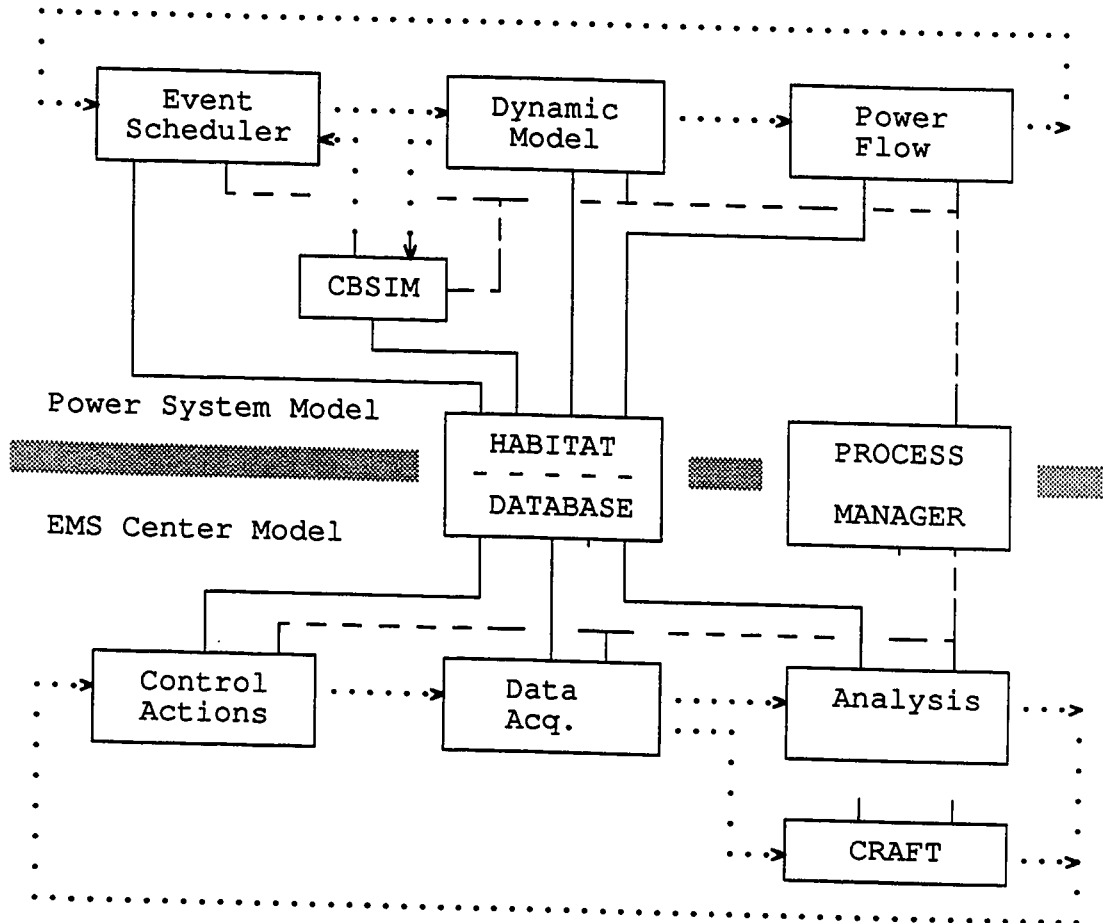 Event
Scheduler
Dynamic
Model
Power
Flow
CBSIM
Power System Model
HABITAT
DATABASE
PROCESS
MANAGER
EMS Center Model
Control
Actions
Data
Acq.
Analysis
CRAFT